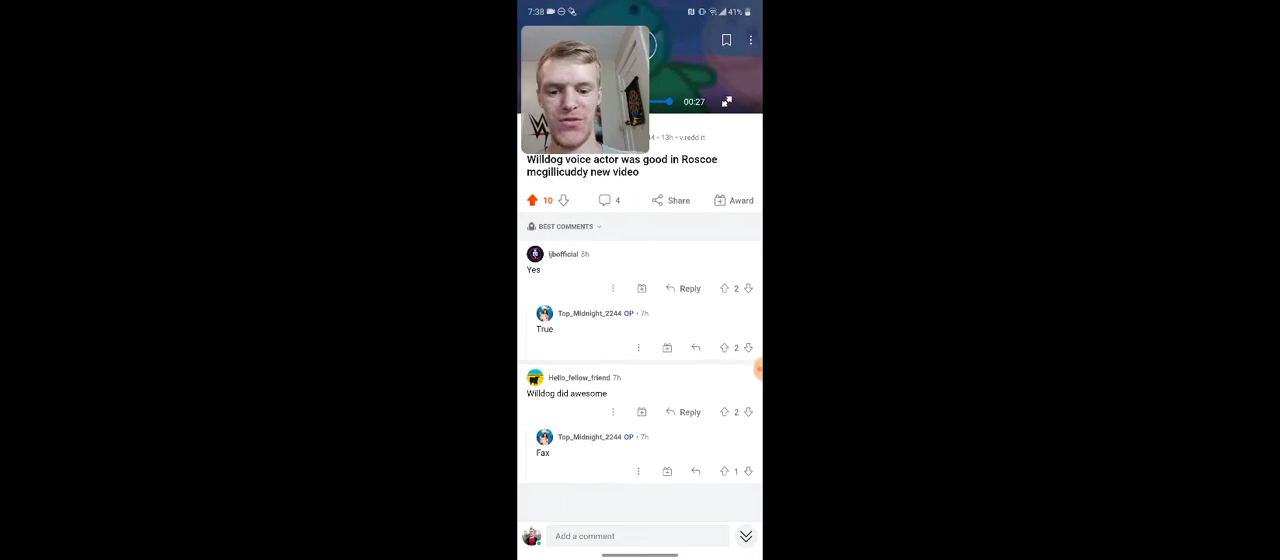 7:38
41%
00:27
W
44 • 13h • v.redd.it
Willdog voice actor was good in Roscoe
mcgillicuddy new video
10
4
Share
Award
BEST COMMENTS
ijbofficial 8h
Yes
Reply
2
Top_Midnight_2244 OP • 7h
True
2
Hello_fellow_friend 7h
Willdog did awesome
Reply
2
Top_Midnight_2244 OP • 7h
Fax
1
Add a comment